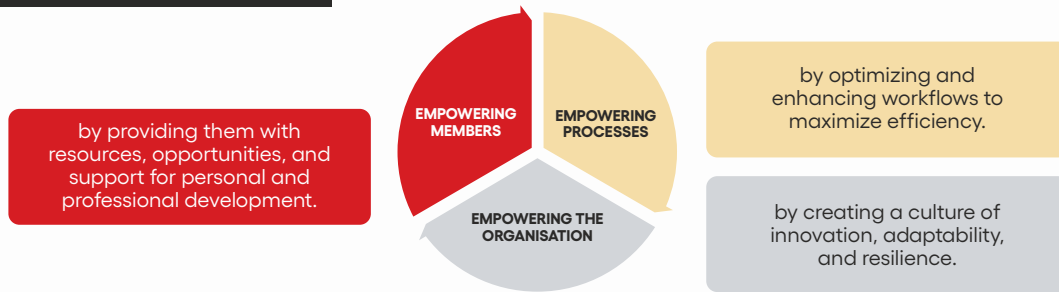 EMPOWERING
MEMBERS
EMPOWERING
PROCESSES
EMPOWERING THE
ORGANISATION
by providing them with
resources, opportunities, and
support for personal and
professional development.
by optimizing and
enhancing workflows to
maximize efficiency.
by creating a culture of
innovation, adaptability,
and resilience.